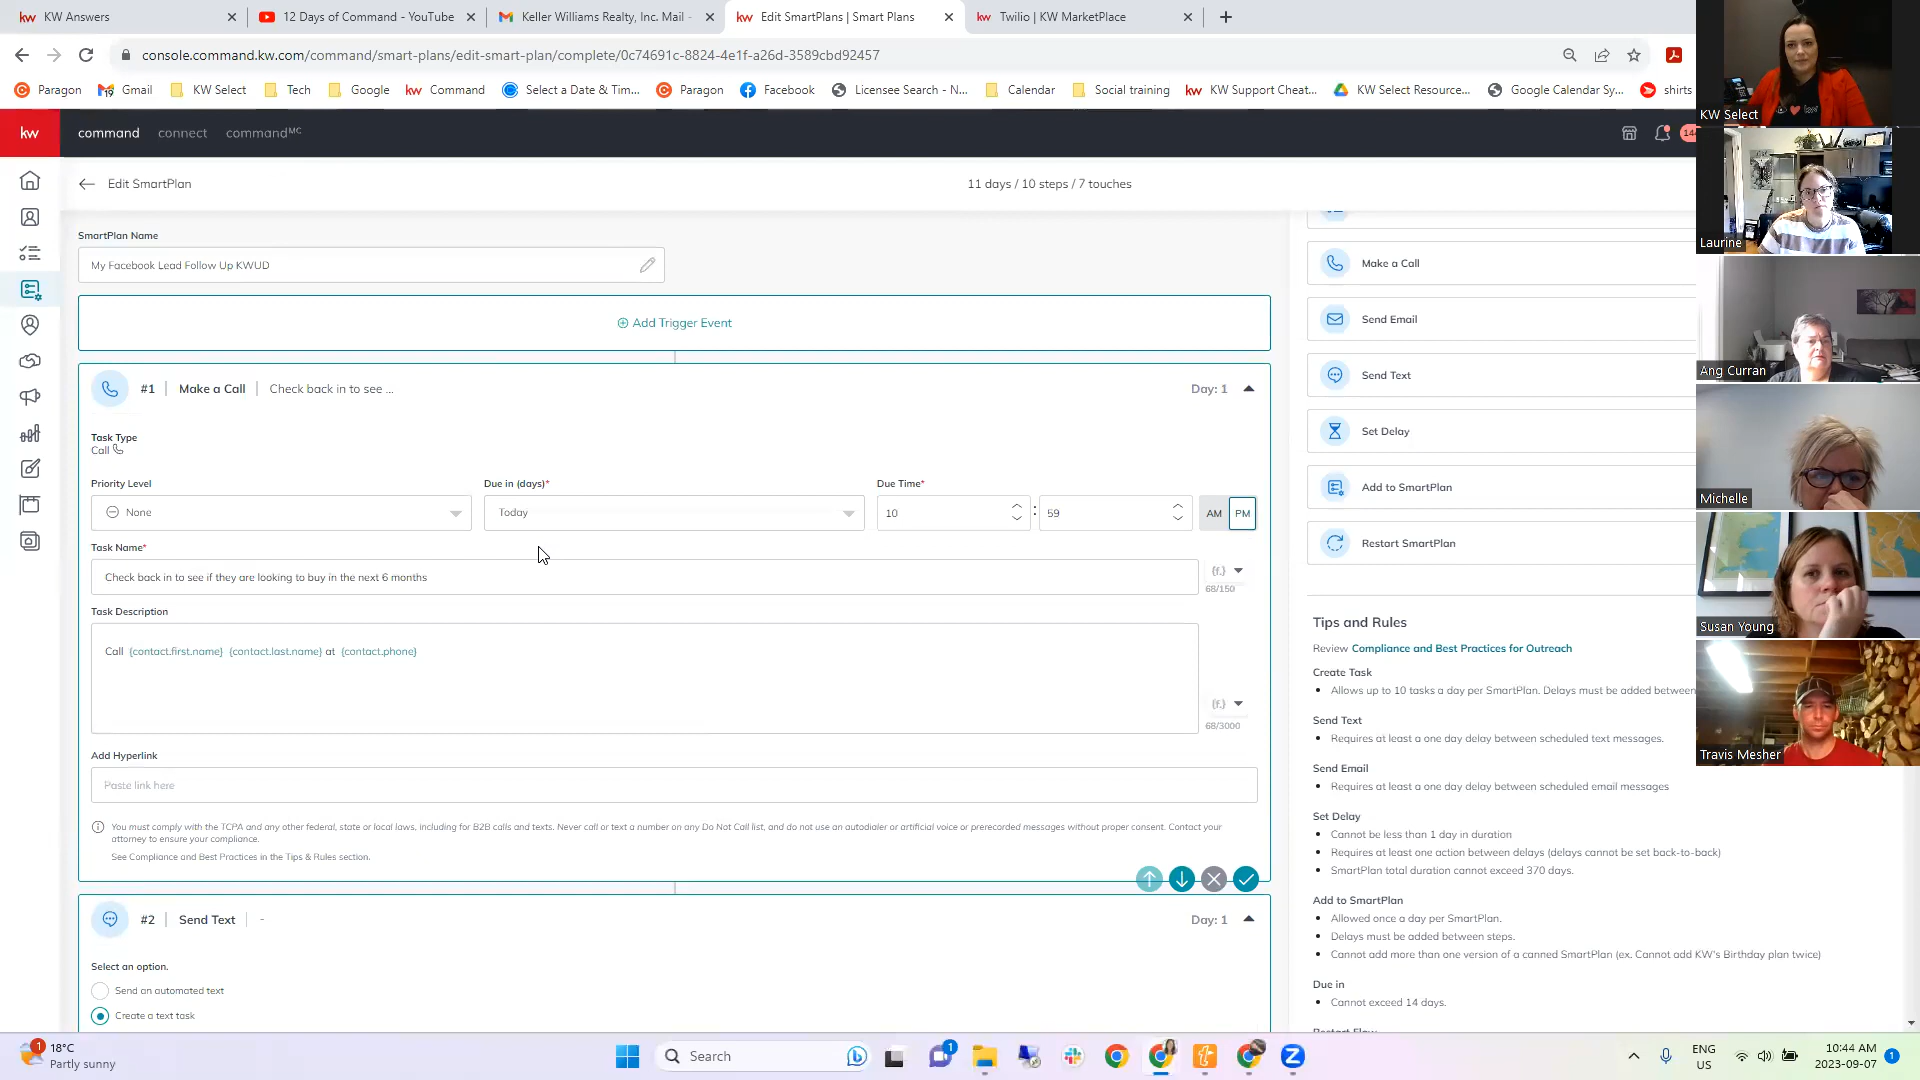 KW Answers
12 Days of Command - YouTube
Keller Williams Realty, Inc. Mail -
Edit SmartPlans | Smart Plans
Twilio | KW MarketPlace
console.command.kw.com/command/smart-plans/edit-smart-plan/complete/0c74691c-8824-4e1f-a26d-3589cbd92457
Paragon
Gmail
KW Select
Tech
Google
kw Command
Select a Date & Tim...
Paragon
Facebook
Licensee Search - N...
Calendar
Social training
kw KW Support Cheat...
KW Select Resource...
Google Calendar Sy...
shirts
KW Select
kw
command
connect
commandMC
144
Edit SmartPlan
11 days / 10 steps / 7 touches
Laurine
SmartPlan Name
My Facebook Lead Follow Up KWUD
Make a Call
Add Trigger Event
Send Email
Ang Curran
#1
Make a Call
Check back in to see ...
Day: 1
Send Text
Task Type
Call
Set Delay
Priority Level
Due in (days)*
Due Time*
Add to SmartPlan
Michelle
None
Today
10
:
59
AM
PM
Task Name*
Restart SmartPlan
Check back in to see if they are looking to buy in the next 6 months
{f.}
68/150
Task Description
Call {contact.first.name} {contact.last.name} at {contact.phone}
{f.}
68/3000
Tips and Rules
Susan Young
Review Compliance and Best Practices for Outreach
Create Task
Allows up to 10 tasks a day per SmartPlan. Delays must be added between
Send Text
Requires at least a one day delay between scheduled text messages.
Travis Mesher
Add Hyperlink
Paste link here
Send Email
Requires at least a one day delay between scheduled email messages
You must comply with the TCPA and any other federal, state or local laws, including for B2B calls and texts. Never call or text a number on any Do Not Call list, and do not use an autodialer or artificial voice or prerecorded messages without proper consent. Contact your
attorney to ensure your compliance.
See Compliance and Best Practices in the Tips & Rules section.
Set Delay
Cannot be less than 1 day in duration
Requires at least one action between delays (delays cannot be set back-to-back)
SmartPlan total duration cannot exceed 370 days.
#2
Send Text
-
Day: 1
Add to SmartPlan
Allowed once a day per SmartPlan.
Delays must be added between steps.
Cannot add more than one version of a canned SmartPlan (ex. Cannot add KW's Birthday plan twice)
Select an option.
Send an automated text
Create a text task
Due in
Cannot exceed 14 days.
Restart Flow
1
18°C
Partly sunny
Search
1
ENG
US
10:44 AM
2023-09-07
1